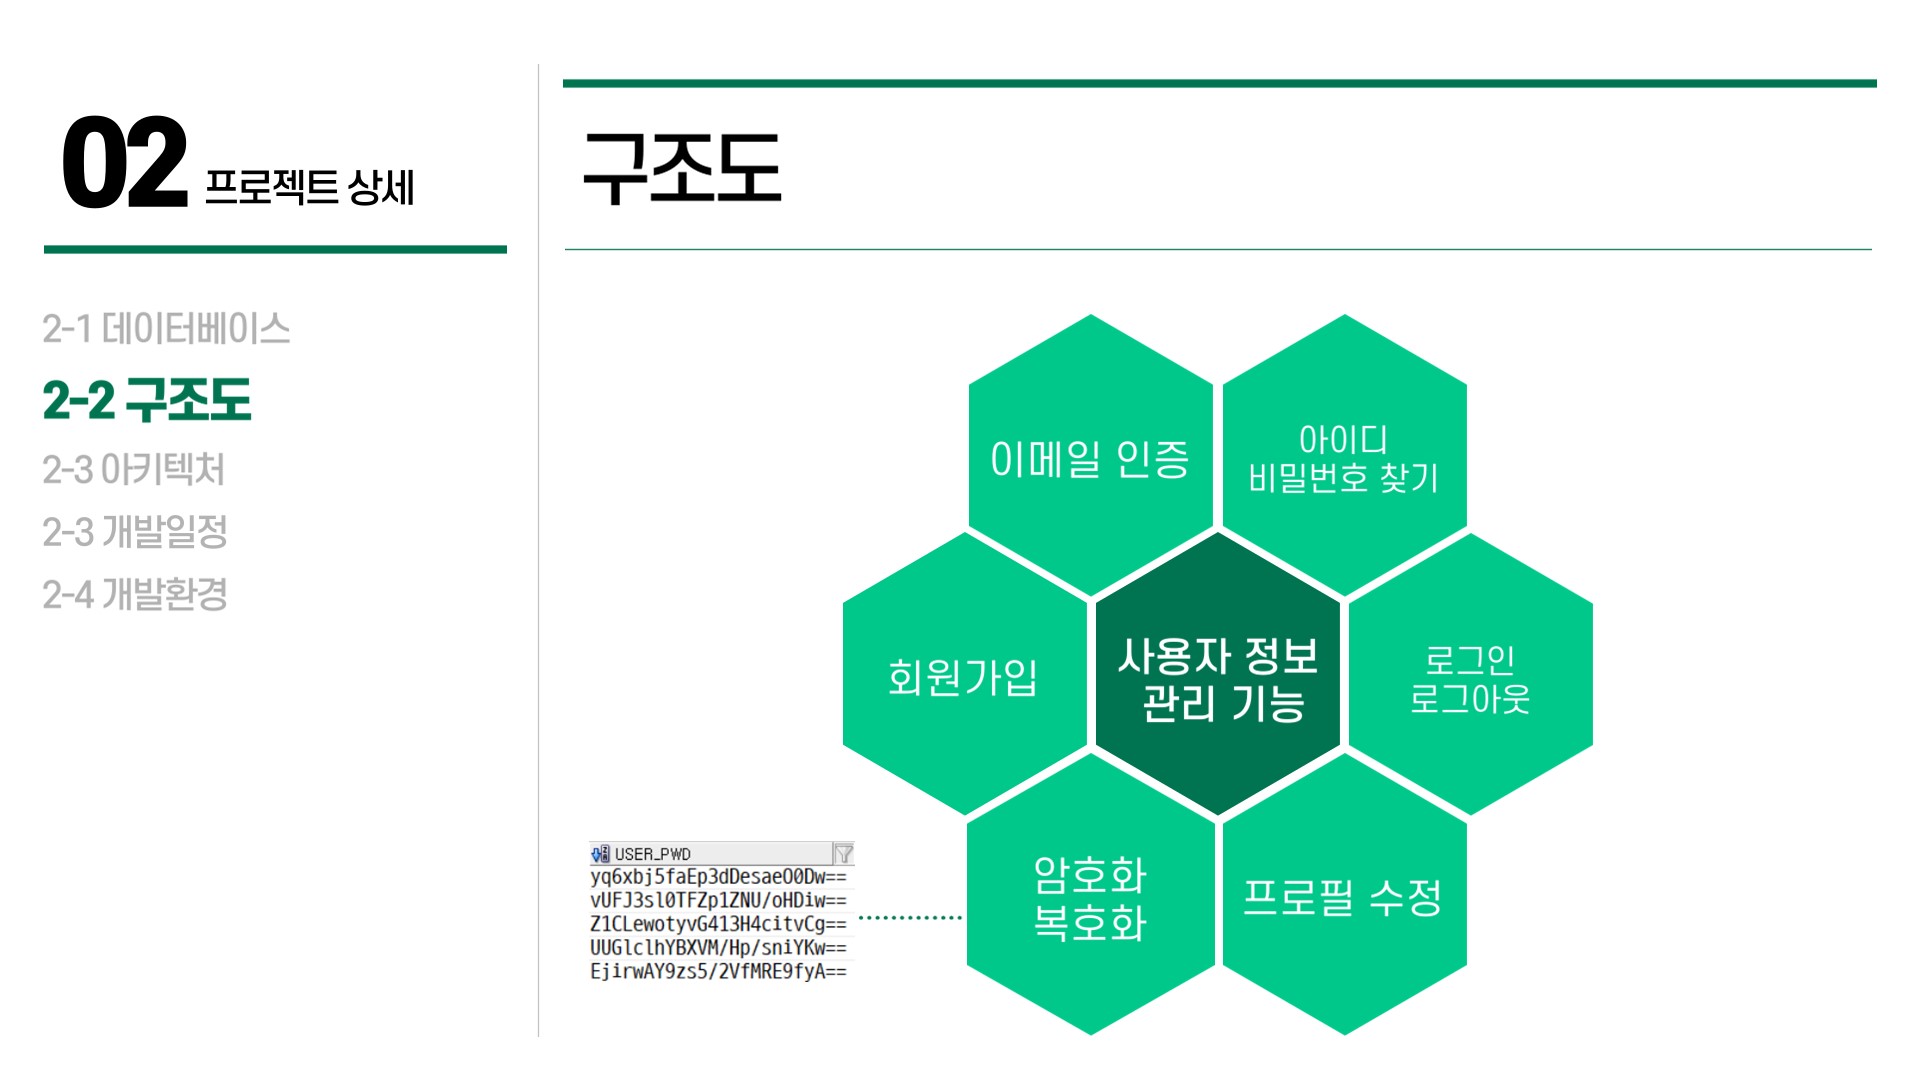 02 프로젝트 상세
2-1 데이터베이스
2-2 구조도
2-3 아키텍처
2-3 개발일정
2-4 개발환경
구조도
이메일 인증
아이디
비밀번호 찾기
회원가입
사용자 정보
관리 기능
로그인
로그아웃
암호화
복호화
프로필 수정
USER_PWD
yq6xbj5faEp3dDesaeO0Dw==
vUFJ3sl0TFZp1ZNU/oHDiw==
Z1CLewotyvG413H4citvCg==
UUGlclhYBXVM/Hp/sniYKw==
EjirwAY9zs5/2VfMRE9fyA==